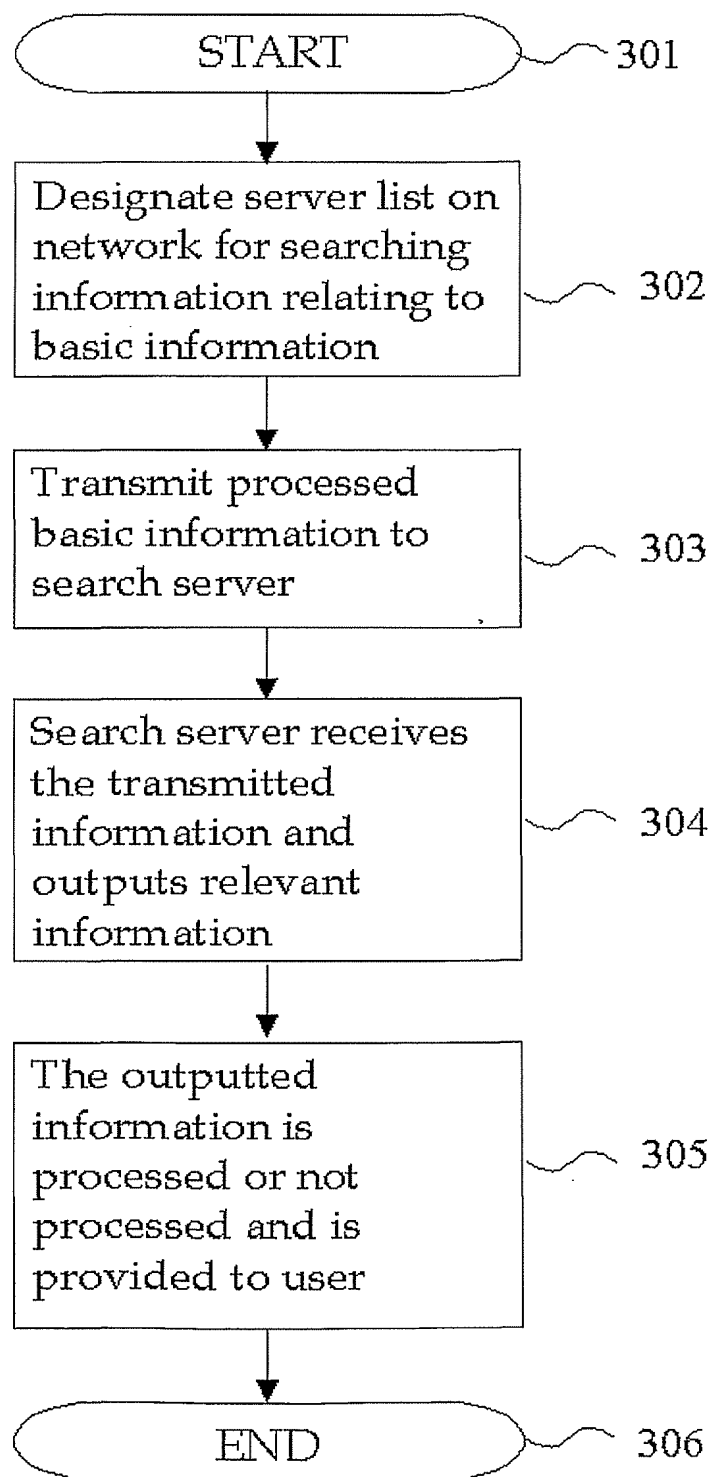 START
301
Designate server list on
network for searching
information relating to
basic information
302
Transmit processed
basic information to
search server
303
Search server receives
the transmitted
information and
outputs relevant
information
304
The outputted
information is
processed or not
processed and is
provided to user
305
END
306